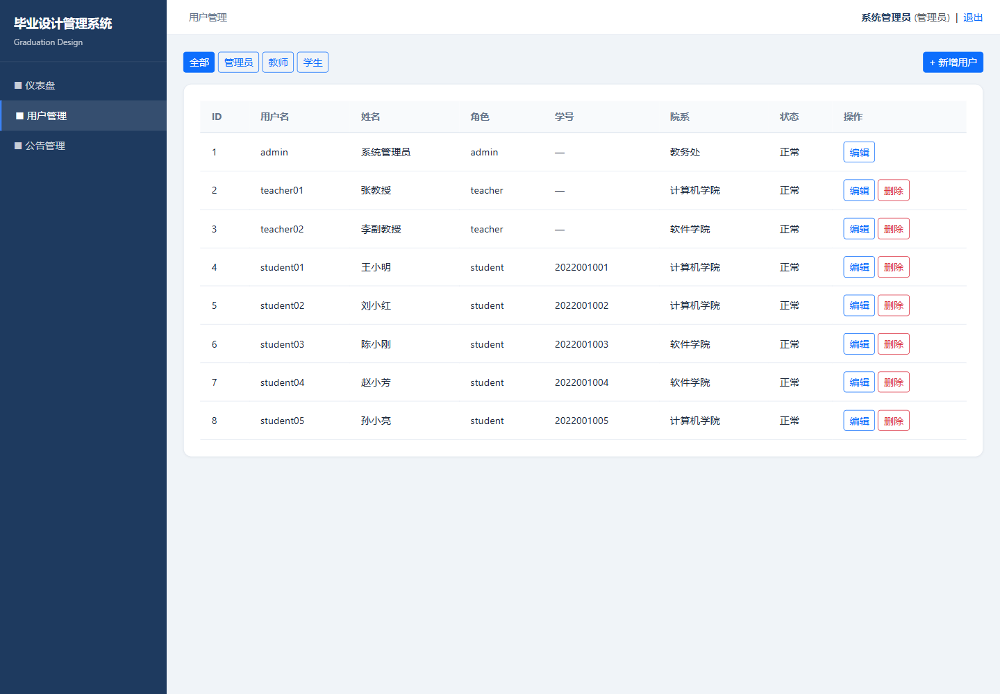 毕业设计管理系统
Graduation Design
仪表盘
用户管理
公告管理
用户管理
系统管理员 (管理员) | 退出
全部 管理员 教师 学生
+ 新增用户
ID 用户名 姓名 角色 学号 院系 状态 操作
1 admin 系统管理员 admin — 教务处 正常 编辑
2 teacher01 张教授 teacher — 计算机学院 正常 编辑 删除
3 teacher02 李副教授 teacher — 软件学院 正常 编辑 删除
4 student01 王小明 student 2022001001 计算机学院 正常 编辑 删除
5 student02 刘小红 student 2022001002 计算机学院 正常 编辑 删除
6 student03 陈小刚 student 2022001003 软件学院 正常 编辑 删除
7 student04 赵小芳 student 2022001004 软件学院 正常 编辑 删除
8 student05 孙小亮 student 2022001005 计算机学院 正常 编辑 删除